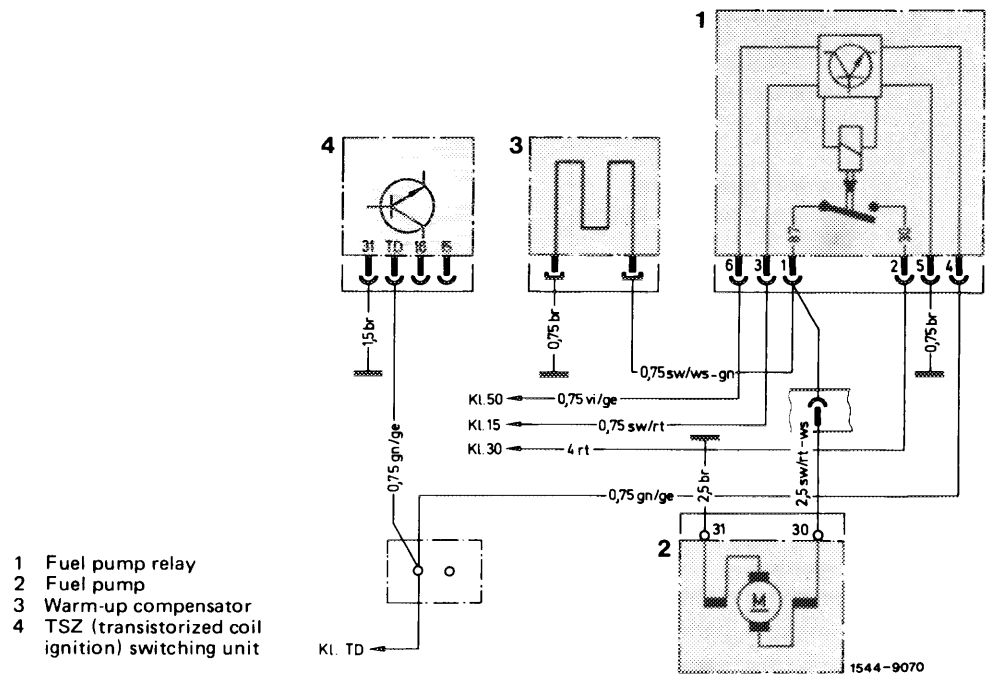 1
4
3
31 TD 16 15
87
30
6 3 1 2 5 4
1,5 br
0,75 br
0,75 br
0,75 sw/ws-gn
Kl. 50
0,75 vi/ge
Kl. 15
0,75 sw/rt
Kl. 30
4 rt
0,75 gn/ge
2,5 br
2,5 sw/rt-ws
0,75 gn/ge
31
30
2
M
1 Fuel pump relay
2 Fuel pump
3 Warm-up compensator
4 TSZ (transistorized coil
ignition) switching unit
Kl. TD
1544-9070